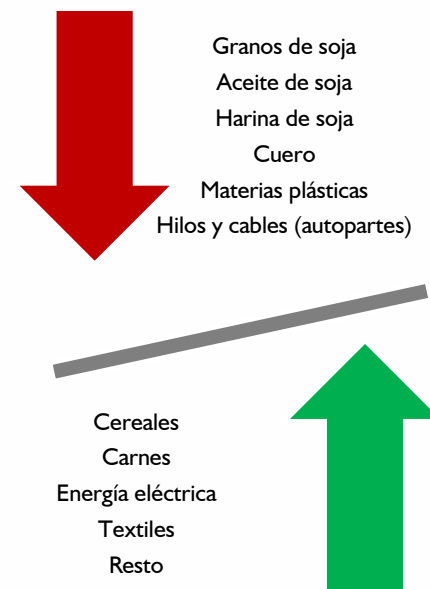 Granos de soja
Aceite de soja
Harina de soja
Cuero
Materias plásticas
Hilos y cables (autopartes)
Cereales
Carnes
Energía eléctrica
Textiles
Resto